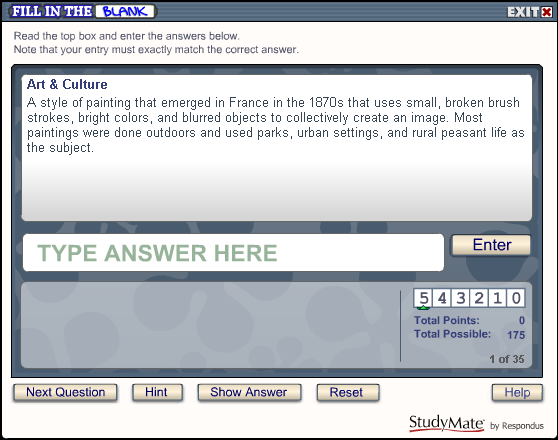 FILL IN THE BLANK
EXIT
Read the top box and enter the answers below.
Note that your entry must exactly match the correct answer.
Art & Culture
A style of painting that emerged in France in the 1870s that uses small, broken brush
strokes, bright colors, and blurred objects to collectively create an image. Most
paintings were done outdoors and used parks, urban settings, and rural peasant life as
the subject.
TYPE ANSWER HERE
Enter
5 4 3 2 1 0
Total Points: 0
Total Possible: 175
1 of 35
Next Question Hint Show Answer Reset Help
StudyMate by Respondus